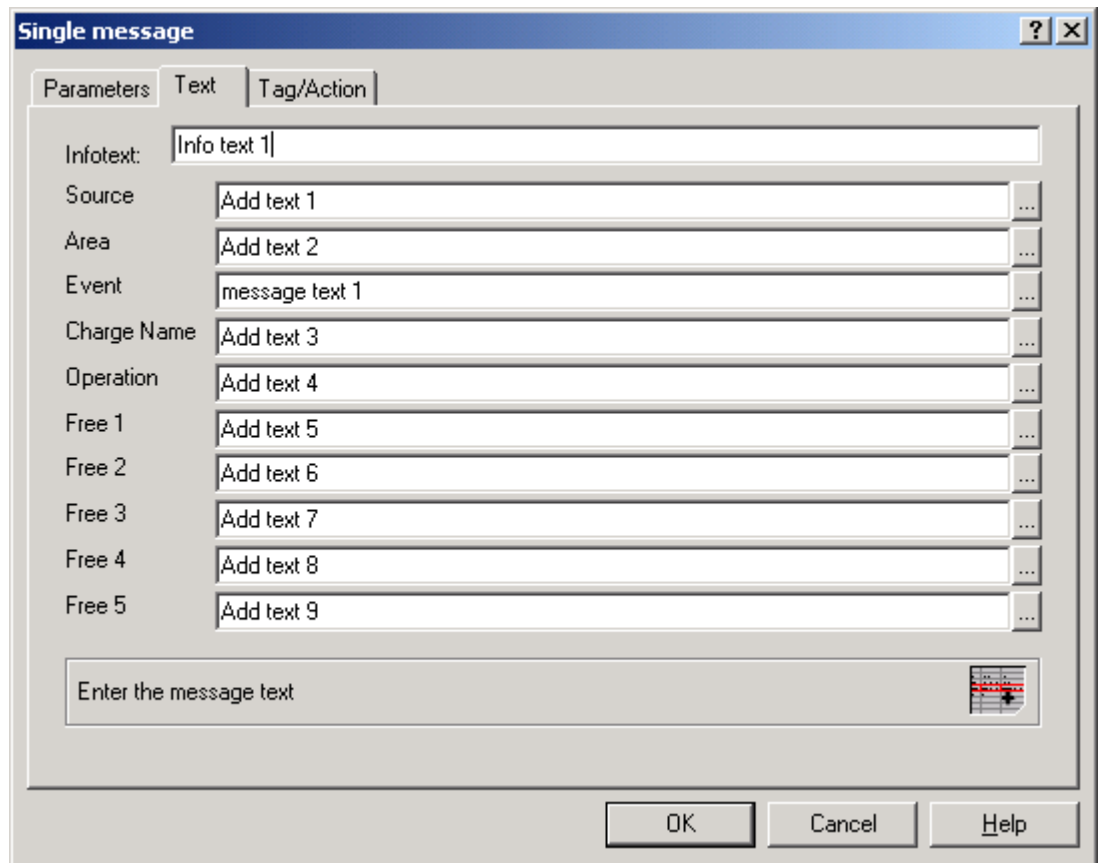 Single message
Parameters Text Tag/Action
Infotext: Info text 1
Source Add text 1 ...
Area Add text 2 ...
Event message text 1 ...
Charge Name Add text 3 ...
Operation Add text 4 ...
Free 1 Add text 5 ...
Free 2 Add text 6 ...
Free 3 Add text 7 ...
Free 4 Add text 8 ...
Free 5 Add text 9 ...
Enter the message text
OK Cancel Help